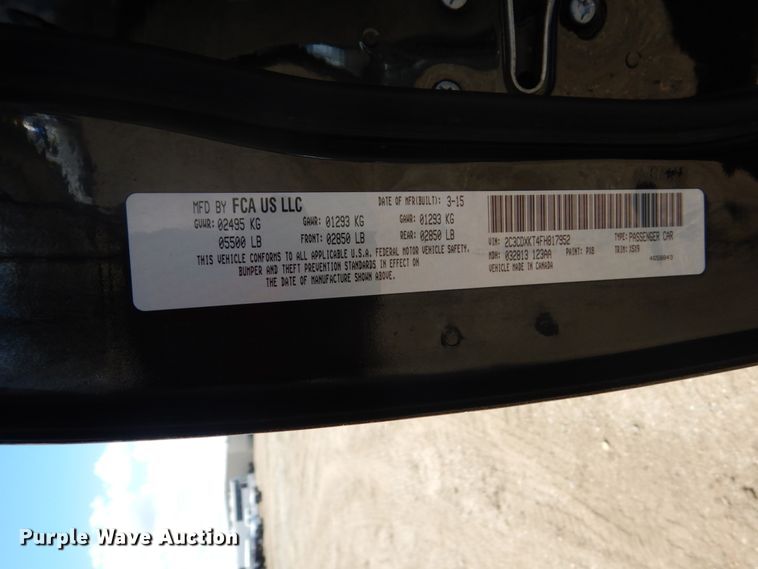 MFD BY FCA US LLC DATE OF MFR(BUILT): 3-15
GVWR: 02495 KG GAWR: 01293 KG GAWR: 01293 KG
05500 LB FRONT: 02850 LB REAR: 02850 LB
THIS VEHICLE CONFORMS TO ALL APPLICABLE U.S.A. FEDERAL MOTOR VEHICLE SAFETY,
BUMPER AND THEFT PREVENTION STANDARDS IN EFFECT ON
THE DATE OF MANUFACTURE SHOWN ABOVE.
VIN: 2C3CDXKT4FH817952 TYPE: PASSENGER CAR
MDH: 032813 123AA PAINT: PX8 TRIM: X5X9
VEHICLE MADE IN CANADA
Purple Wave Auction